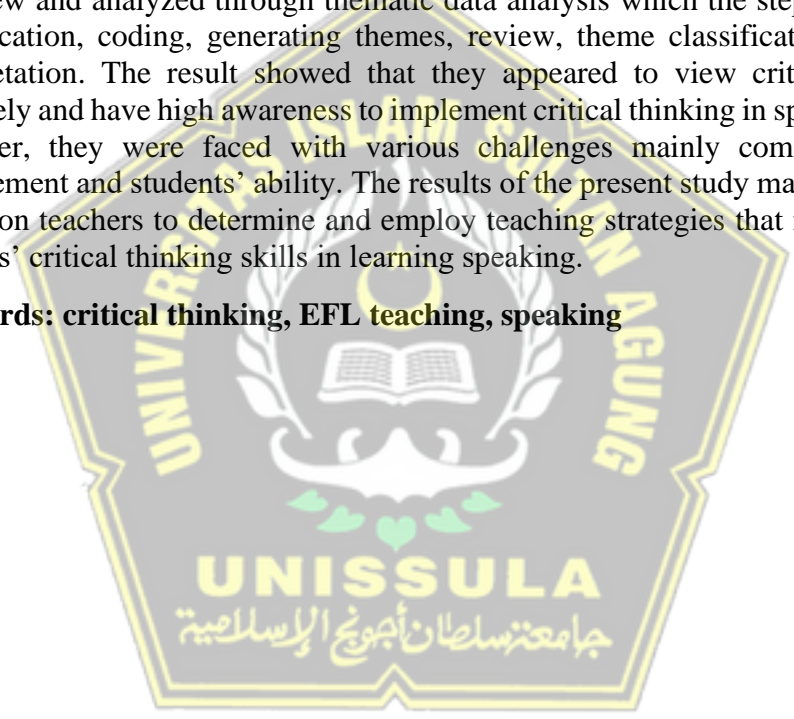 ew and analyzed through thematic data analysis which the step
cation, coding, generating themes, review, theme classificat
etation. The result showed that they appeared to view crit
ely and have high awareness to implement critical thinking in sp
er, they were faced with various challenges mainly com
ement and students’ ability. The results of the present study ma
on teachers to determine and employ teaching strategies that
s’ critical thinking skills in learning speaking.
rds: critical thinking, EFL teaching, speaking
UNIVERSITAS ISLAM SULTAN AGUNG
UNISSULA
جامعة سلطان أجونج الإسلامية